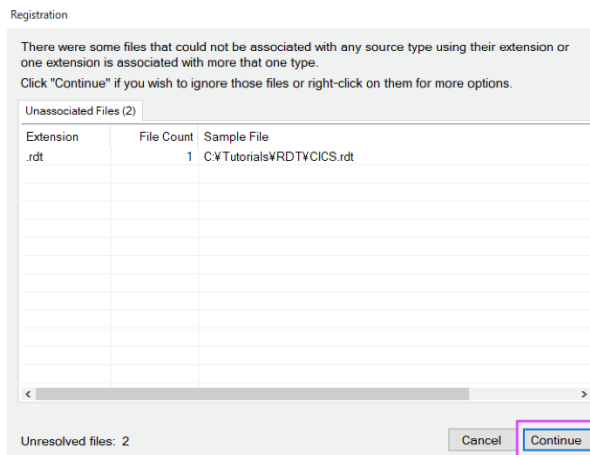 Registration
There were some files that could not be associated with any source type using their extension or
one extension is associated with more that one type.
Click "Continue" if you wish to ignore those files or right-click on them for more options.
Unassociated Files (2)
Extension File Count Sample File
.rdt 1 C:¥Tutorials¥RDT¥CICS.rdt
Unresolved files: 2
Cancel Continue